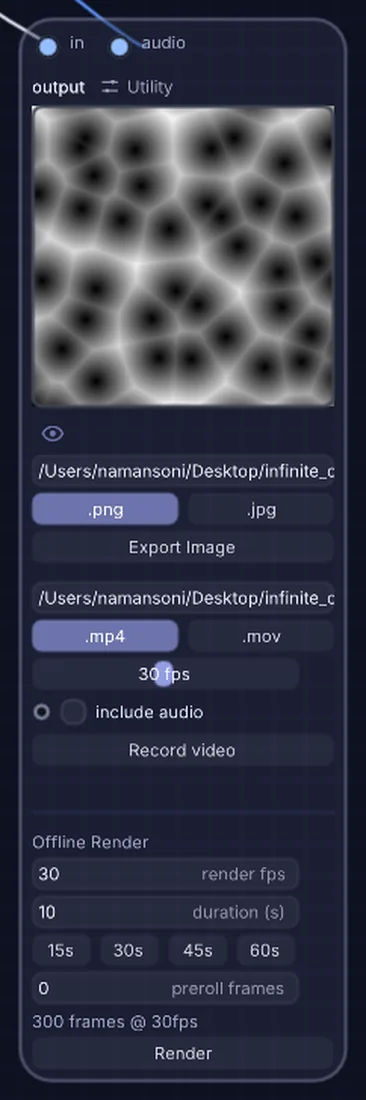 in audio
output Utility
/Users/namansoni/Desktop/infinite_
.png .jpg
Export Image
/Users/namansoni/Desktop/infinite_
.mp4 .mov
30 fps
include audio
Record video
Offline Render
30 render fps
10 duration (s)
15s 30s 45s 60s
0 preroll frames
300 frames @ 30fps
Render